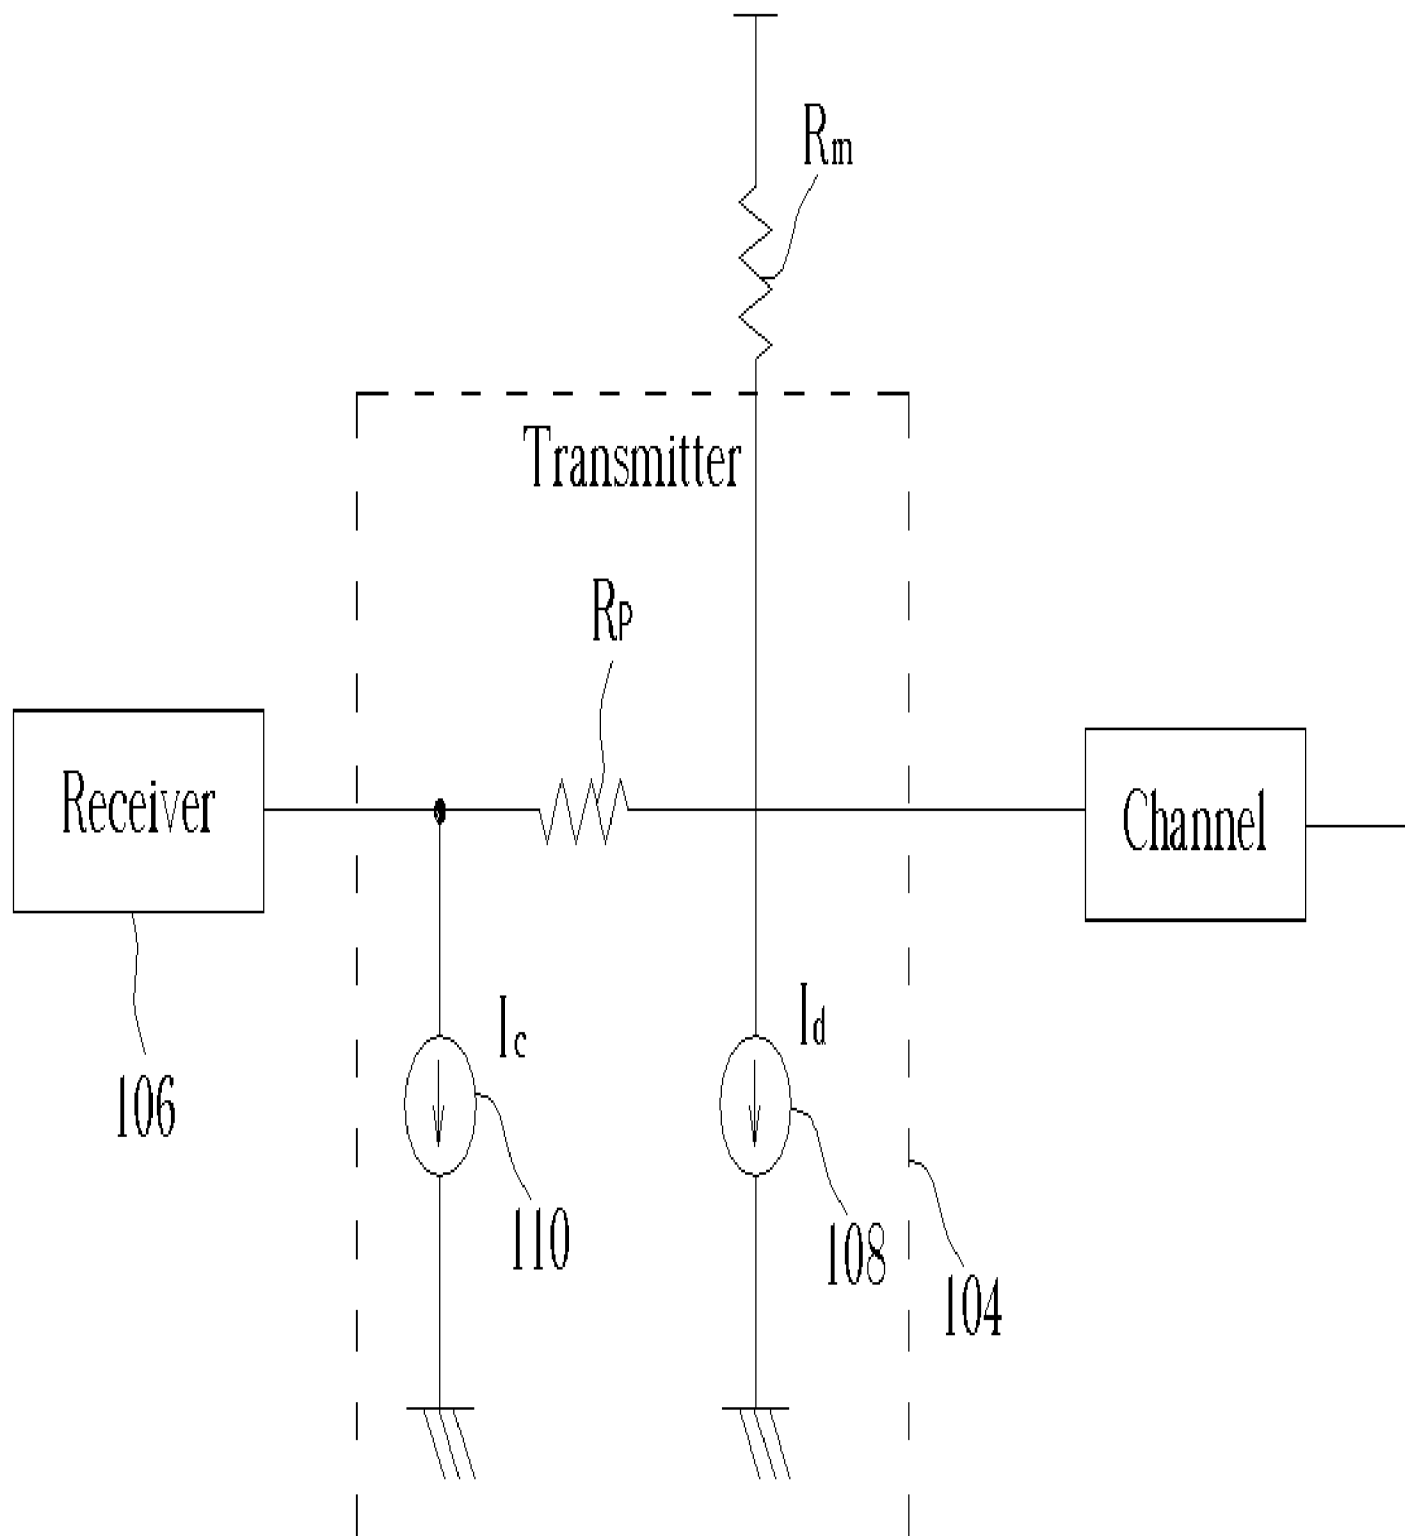 Rm
Transmitter
Rp
Receiver
Channel
Ic
Id
106
110
108
104